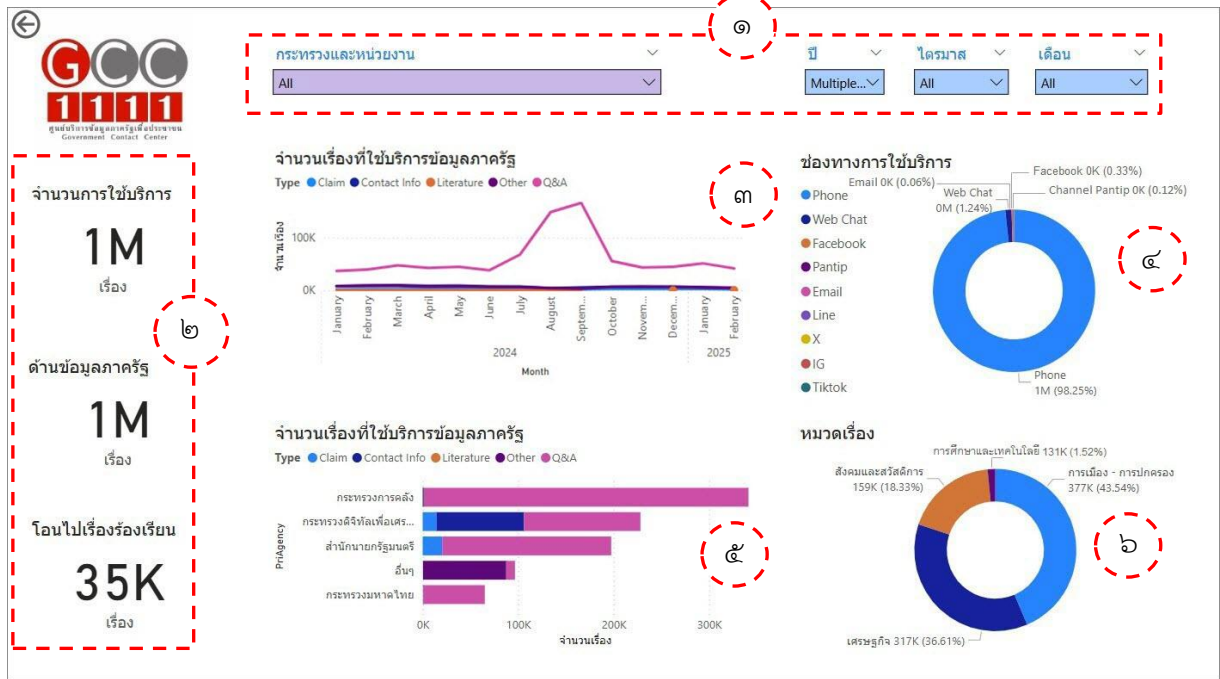 GCC
1111
ศูนย์บริการข้อมูลภาครัฐเพื่อประชาชน
Government Contact Center
๑
กระทรวงและหน่วยงาน
All
ปี
Multiple...
ไตรมาส
All
เดือน
All
จำนวนการใช้บริการ
1M
เรื่อง
๒
ด้านข้อมูลภาครัฐ
1M
เรื่อง
โอนไปเรื่องร้องเรียน
35K
เรื่อง
จำนวนเรื่องที่ใช้บริการข้อมูลภาครัฐ
Type Claim Contact Info Literature Other Q&A
๓
จำนวนเรื่อง
100K
0K
January
February
March
April
May
June
July
August
Septem...
October
Novem...
Decem...
January
February
2024
2025
Month
ช่องทางการใช้บริการ
Phone
Web Chat
Facebook
Pantip
Email
Line
X
IG
Tiktok
Facebook 0K (0.33%)
Email 0K (0.06%)
Web Chat
0M (1.24%)
Channel Pantip 0K (0.12%)
๔
Phone
1M (98.25%)
จำนวนเรื่องที่ใช้บริการข้อมูลภาครัฐ
Type Claim Contact Info Literature Other Q&A
PriAgency
กระทรวงการคลัง
กระทรวงดิจิทัลเพื่อเศร...
สำนักนายกรัฐมนตรี
อื่นๆ
กระทรวงมหาดไทย
0K
100K
200K
300K
จำนวนเรื่อง
๕
หมวดเรื่อง
การศึกษาและเทคโนโลยี 131K (1.52%)
สังคมและสวัสดิการ
159K (18.33%)
การเมือง - การปกครอง
377K (43.54%)
๖
เศรษฐกิจ 317K (36.61%)